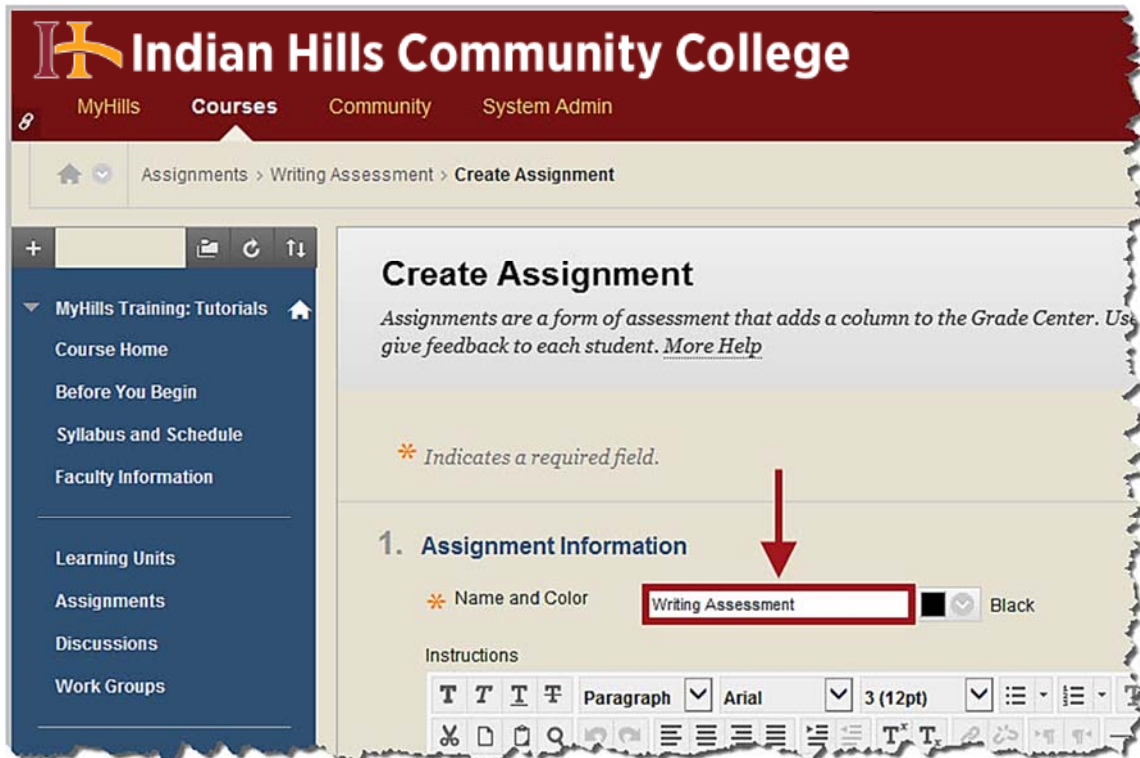 Indian Hills Community College
MyHills Courses Community System Admin
Assignments > Writing Assessment > Create Assignment
MyHills Training: Tutorials
Course Home
Before You Begin
Syllabus and Schedule
Faculty Information
Learning Units
Assignments
Discussions
Work Groups
Create Assignment
Assignments are a form of assessment that adds a column to the Grade Center. Use
give feedback to each student. More Help
* Indicates a required field.
1. Assignment Information
* Name and Color Writing Assessment Black
Instructions
T T T T Paragraph Arial 3 (12pt)